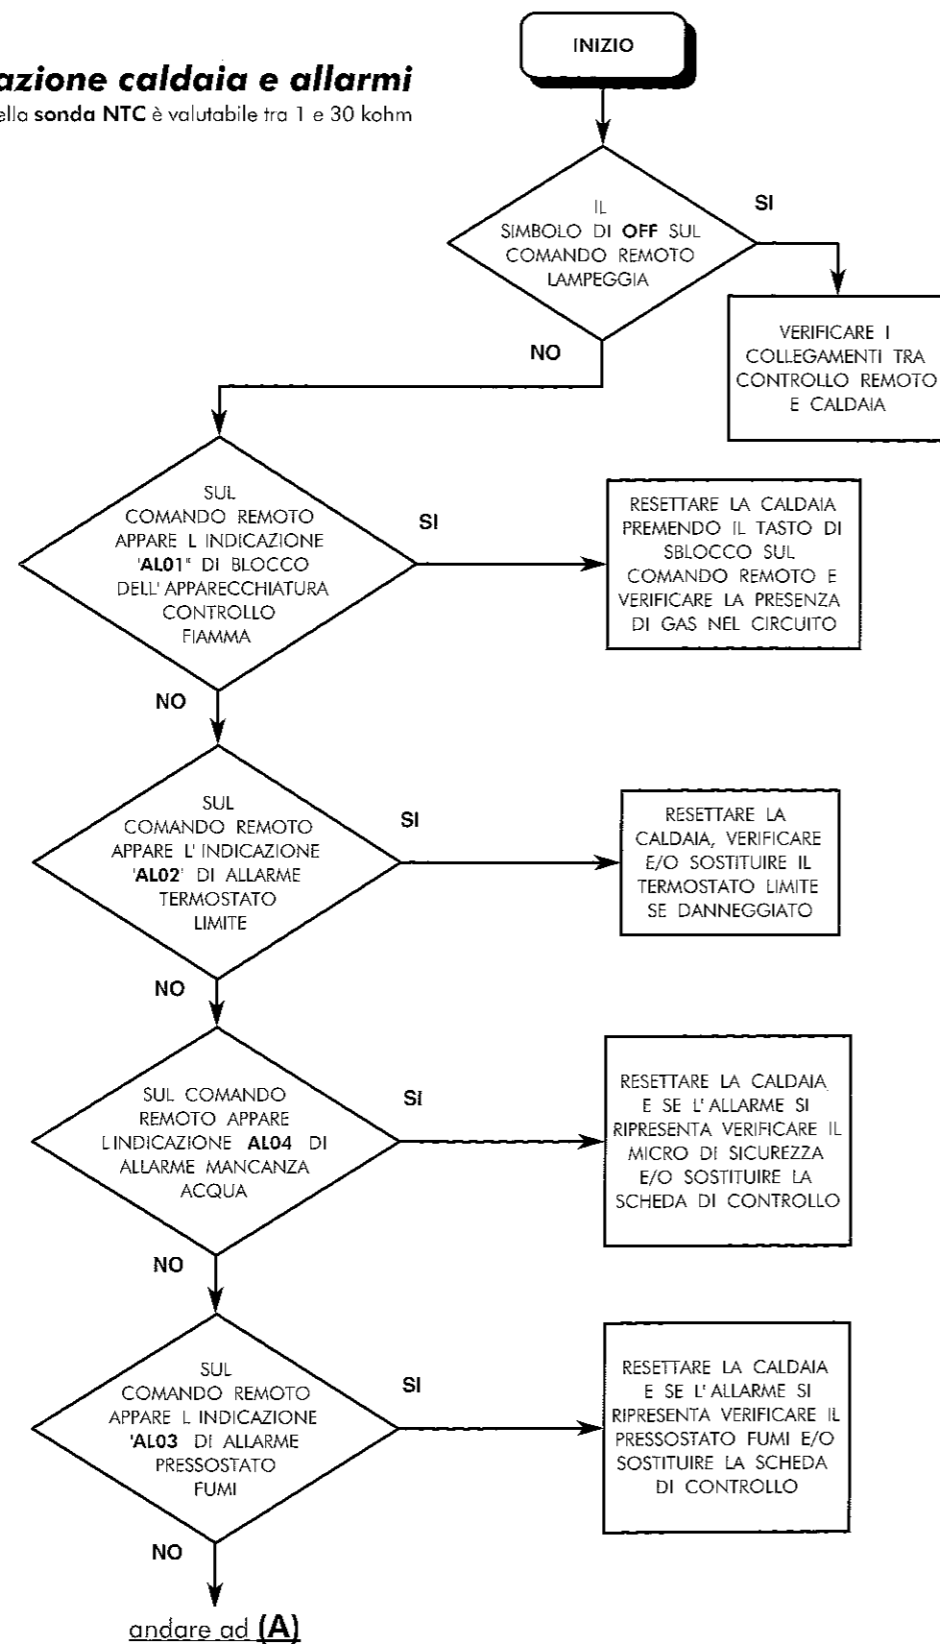 INIZIO
azione caldaia e allarmi
ella sonda NTC è valutabile tra 1 e 30 kohm
IL
SIMBOLO DI OFF SUL
COMANDO REMOTO
LAMPEGGIA
SI
NO
VERIFICARE I
COLLEGAMENTI TRA
CONTROLLO REMOTO
E CALDAIA
SUL
COMANDO REMOTO
APPARE L INDICAZIONE
'AL01" DI BLOCCO
DELL'APPARECCHIATURA
CONTROLLO
FIAMMA
SI
NO
RESETTARE LA CALDAIA
PREMENDO IL TASTO DI
SBLOCCO SUL
COMANDO REMOTO E
VERIFICARE LA PRESENZA
DI GAS NEL CIRCUITO
SUL
COMANDO REMOTO
APPARE L'INDICAZIONE
'AL02' DI ALLARME
TERMOSTATO
LIMITE
SI
NO
RESETTARE LA
CALDAIA, VERIFICARE
E/O SOSTITUIRE IL
TERMOSTATO LIMITE
SE DANNEGGIATO
SUL COMANDO
REMOTO APPARE
L'INDICAZIONE AL04 DI
ALLARME MANCANZA
ACQUA
SI
NO
RESETTARE LA CALDAIA
E SE L'ALLARME SI
RIPRESENTA VERIFICARE IL
MICRO DI SICUREZZA
E/O SOSTITUIRE LA
SCHEDA DI CONTROLLO
SUL
COMANDO REMOTO
APPARE L INDICAZIONE
'AL03 DI ALLARME
PRESSOSTATO
FUMI
SI
NO
RESETTARE LA CALDAIA
E SE L'ALLARME SI
RIPRESENTA VERIFICARE IL
PRESSOSTATO FUMI E/O
SOSTITUIRE LA SCHEDA
DI CONTROLLO
andare ad (A)